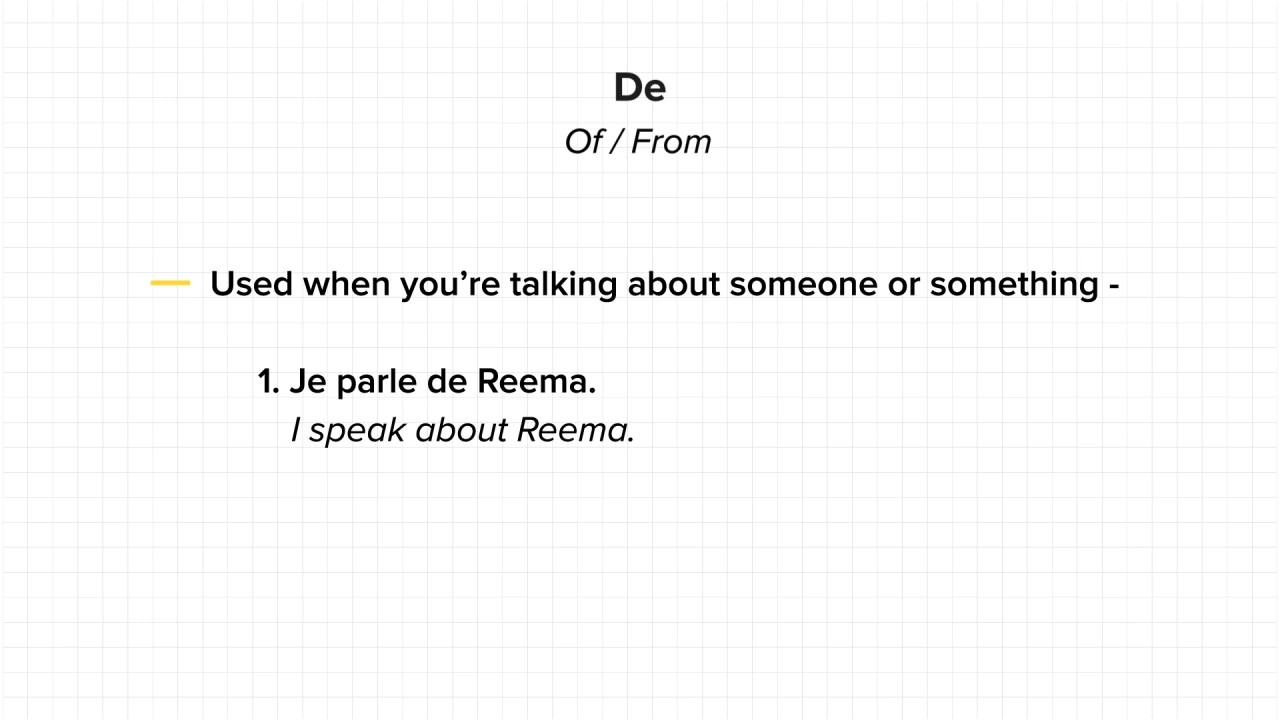 De
Of / From
Used when you’re talking about someone or something -
1. Je parle de Reema.
I speak about Reema.